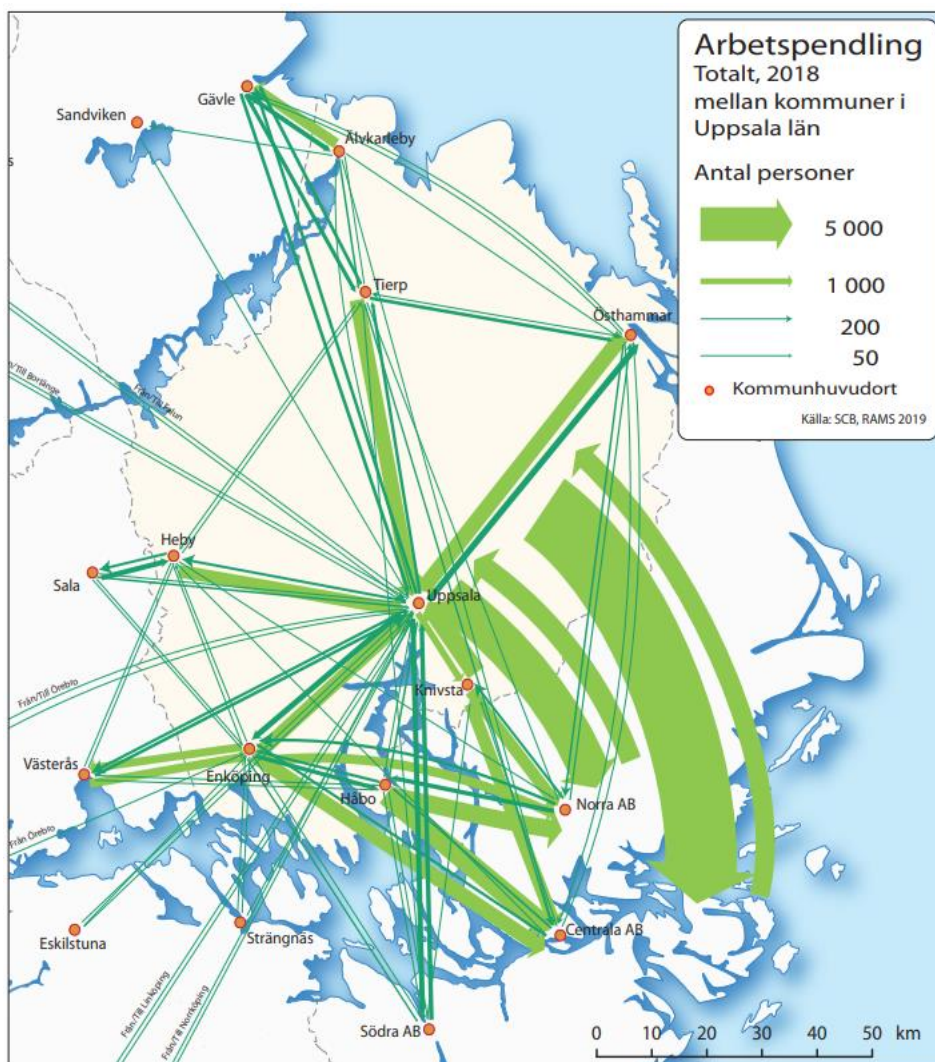 Arbetspendling
Totalt, 2018
mellan kommuner i
Uppsala län
Antal personer
5 000
1 000
200
50
Kommunhuvudort
Källa: SCB, RAMS 2019
Gävle
Sandviken
Älvkarleby
Tierp
Östhammar
/Till Borlänge
Från/Till Falun
Heby
Sala
Uppsala
Knivsta
Från/Till Örebro
Västerås
Enköping
Håbo
Norra AB
Från Örebro
Eskilstuna
Strängnäs
Centrala AB
Från/Till Linköping
Från/Till Norrköping
Södra AB
0 10 20 30 40 50 km